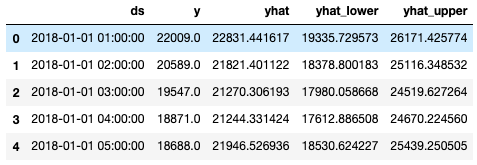 ds y yhat yhat_lower yhat_upper
0 2018-01-01 01:00:00 22009.0 22831.441617 19335.729573 26171.425774
1 2018-01-01 02:00:00 20589.0 21821.401122 18378.800183 25116.348532
2 2018-01-01 03:00:00 19547.0 21270.306193 17980.058668 24519.627264
3 2018-01-01 04:00:00 18871.0 21244.331424 17612.886508 24670.224560
4 2018-01-01 05:00:00 18688.0 21946.526936 18530.624227 25439.250505